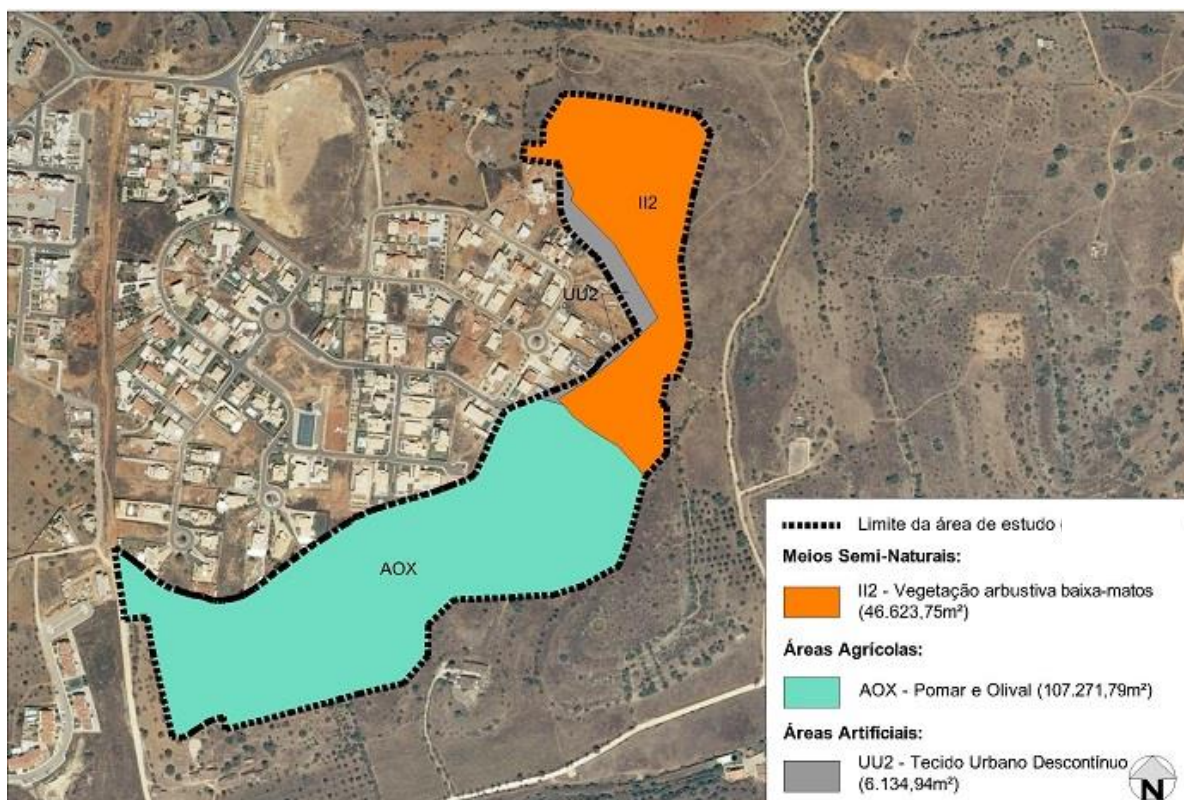 II2
UU2
AOX
Limite da área de estudo
Meios Semi-Naturais:
II2 - Vegetação arbustiva baixa-matos
(46.623,75m²)
Áreas Agrícolas:
AOX - Pomar e Olival (107.271,79m²)
Áreas Artificiais:
UU2 - Tecido Urbano Descontínuo
(6.134,94m²)
N